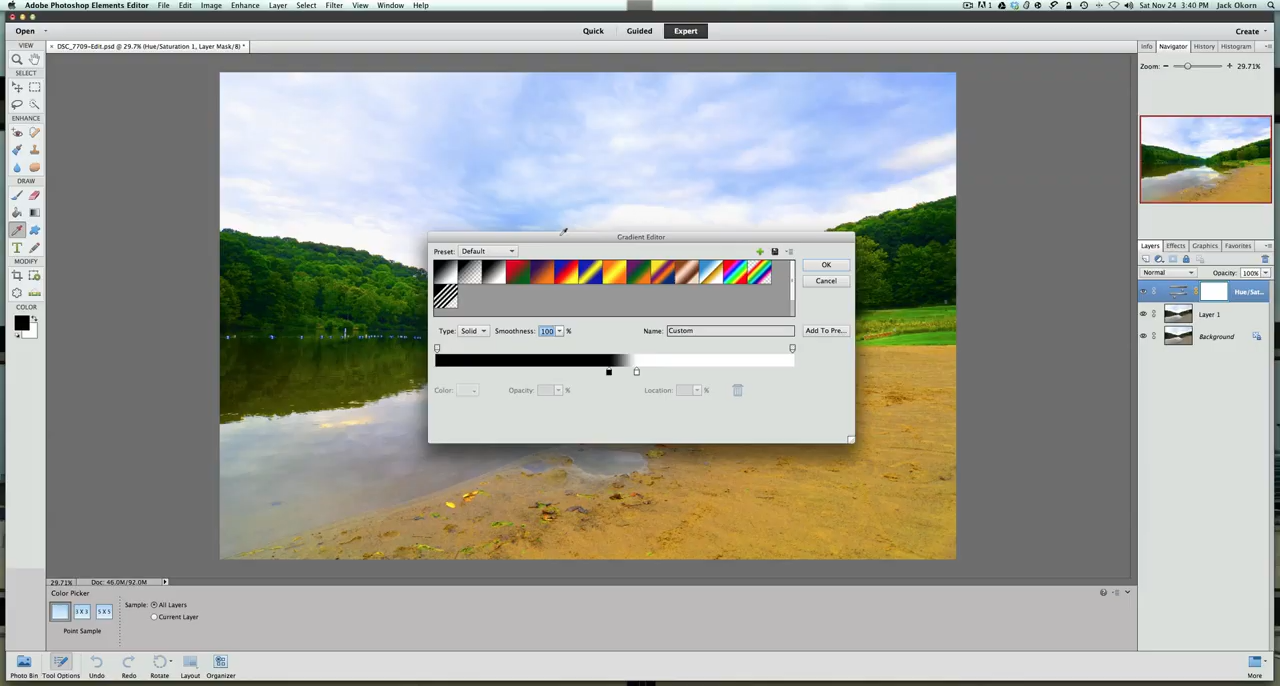 Adobe Photoshop Elements Editor File Edit Image Enhance Layer Select Filter View Window Help 1 Sat Nov 24 3:40 PM Jack Okorn
Open Quick Guided Expert Create
DSC_7709-Edit.psd @ 29.7% (Hue/Saturation 1, Layer Mask/8) *
Info Navigator History Histogram
VIEW
Zoom: 29.71%
SELECT
ENHANCE
DRAW
MODIFY
COLOR
Gradient Editor
Preset: Default
OK
Cancel
Type: Solid Smoothness: 100 % Name: Custom Add To Pre...
Color: Opacity: % Location: %
Layers Effects Graphics Favorites
Normal Opacity: 100%
Hue/Sat...
Layer 1
Background
29.71% Doc: 46.0M/92.0M
Color Picker
Sample: All Layers
3 X 3 5 X 5
Current Layer
Point Sample
Photo Bin Tool Options Undo Redo Rotate Layout Organizer More